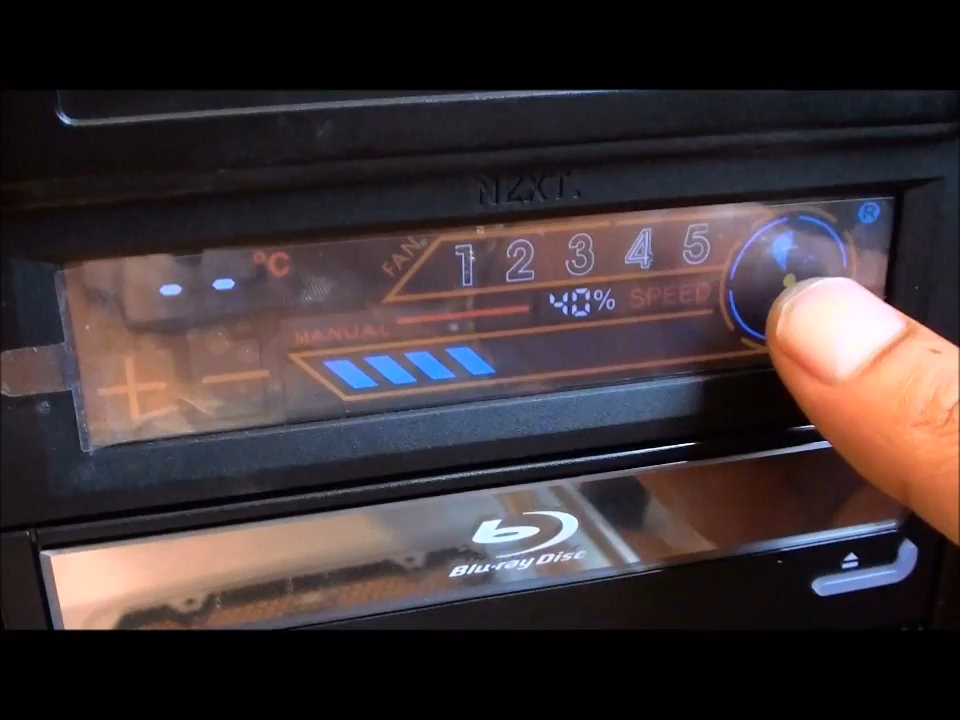 NZXT.
®
FAN 1 2 3 4 5
-- °C
40% SPEED
MANUAL
+ -
Blu-ray Disc